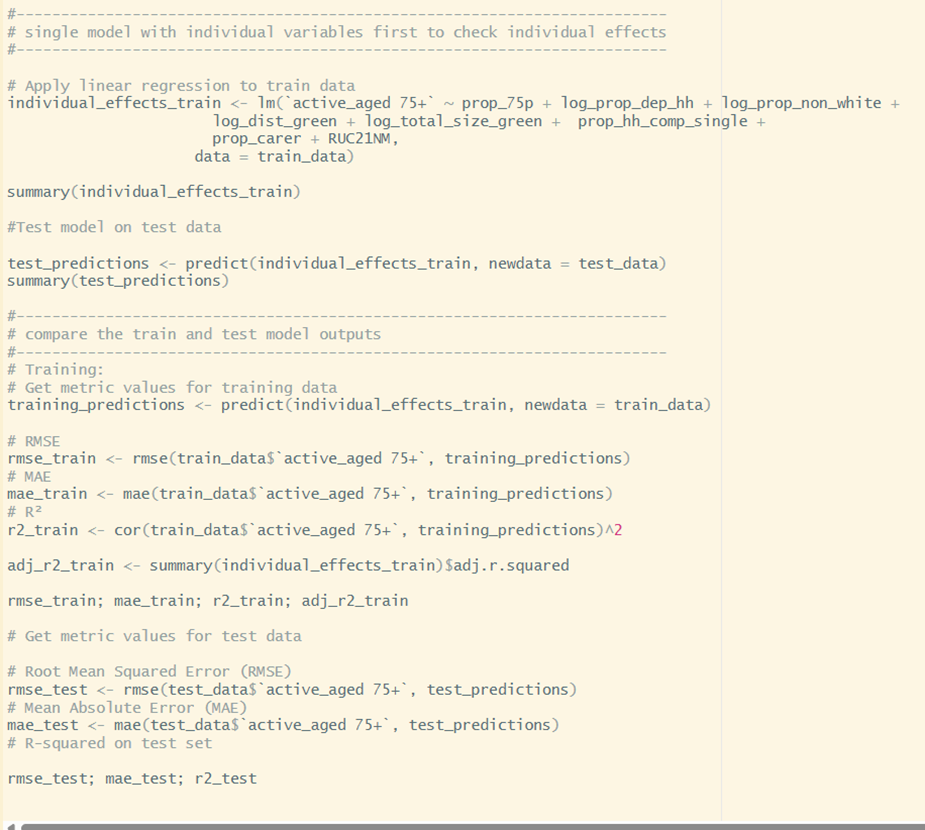 #-------------------------------------------------------------------------
# single model with individual variables first to check individual effects
#-------------------------------------------------------------------------
# Apply linear regression to train data
individual_effects_train <- lm(`active_aged 75+` ~ prop_75p + log_prop_dep_hh + log_prop_non_white +
log_dist_green + log_total_size_green +  prop_hh_comp_single +
prop_carer + RUC21NM,
data = train_data)
summary(individual_effects_train)
#Test model on test data
test_predictions <- predict(individual_effects_train, newdata = test_data)
summary(test_predictions)
#-------------------------------------------------------------------------
# compare the train and test model outputs
#-------------------------------------------------------------------------
# Training:
# Get metric values for training data
training_predictions <- predict(individual_effects_train, newdata = train_data)
# RMSE
rmse_train <- rmse(train_data$`active_aged 75+`, training_predictions)
# MAE
mae_train <- mae(train_data$`active_aged 75+`, training_predictions)
# R²
r2_train <- cor(train_data$`active_aged 75+`, training_predictions)^2
adj_r2_train <- summary(individual_effects_train)$adj.r.squared
rmse_train; mae_train; r2_train; adj_r2_train
# Get metric values for test data
# Root Mean Squared Error (RMSE)
rmse_test <- rmse(test_data$`active_aged 75+`, test_predictions)
# Mean Absolute Error (MAE)
mae_test <- mae(test_data$`active_aged 75+`, test_predictions)
# R-squared on test set
rmse_test; mae_test; r2_test